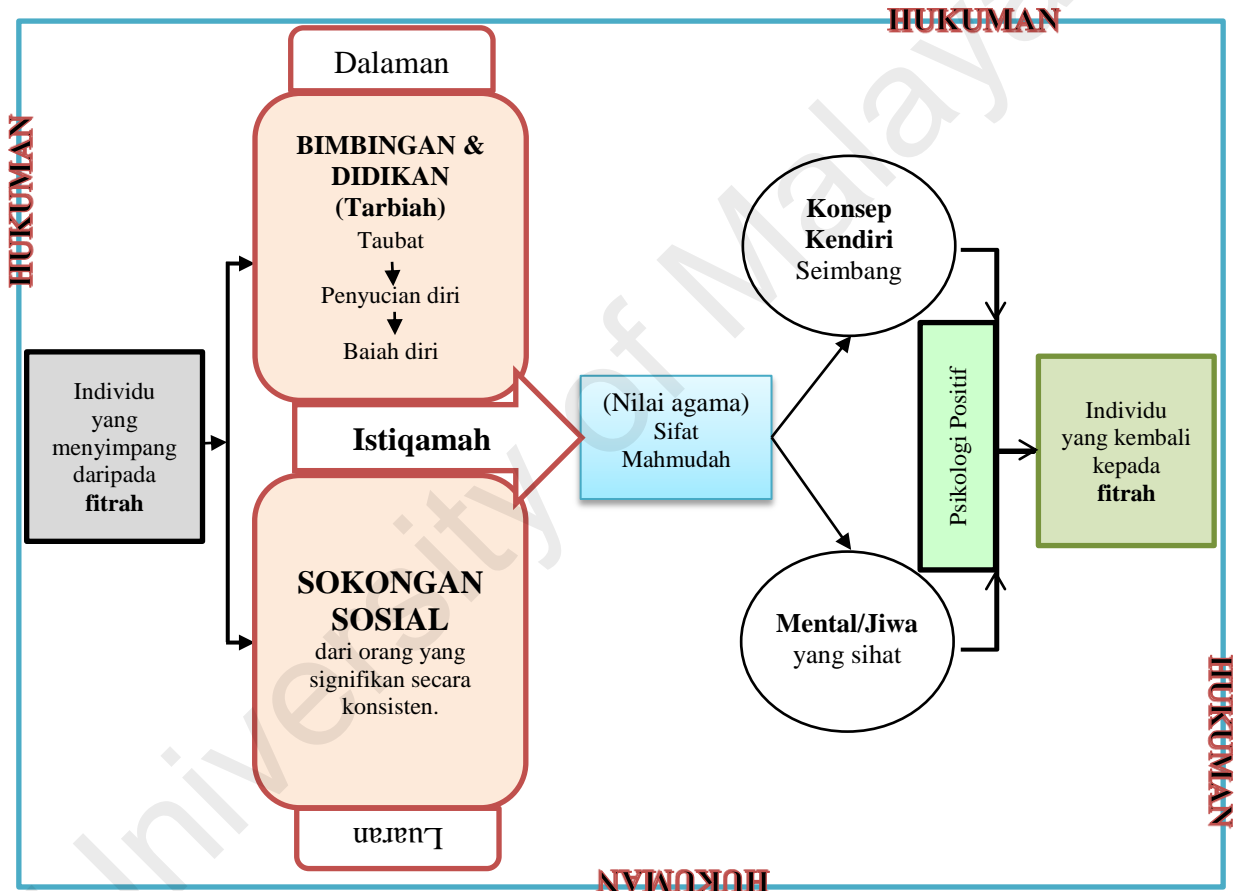 HUKUMAN
HUKUMAN
Dalaman
BIMBINGAN &
DIDIKAN
(Tarbiah)
Taubat
Penyucian diri
Baiah diri
Individu
yang
menyimpang
daripada
fitrah
Istiqamah
SOKONGAN
SOSIAL
dari orang yang
signifikan secara
konsisten.
Luaran
(Nilai agama)
Sifat
Mahmudah
Konsep
Kendiri
Seimbang
Mental/Jiwa
yang sihat
Psikologi Positif
Individu
yang kembali
kepada
fitrah
HUKUMAN
HUKUMAN
University of Malaya